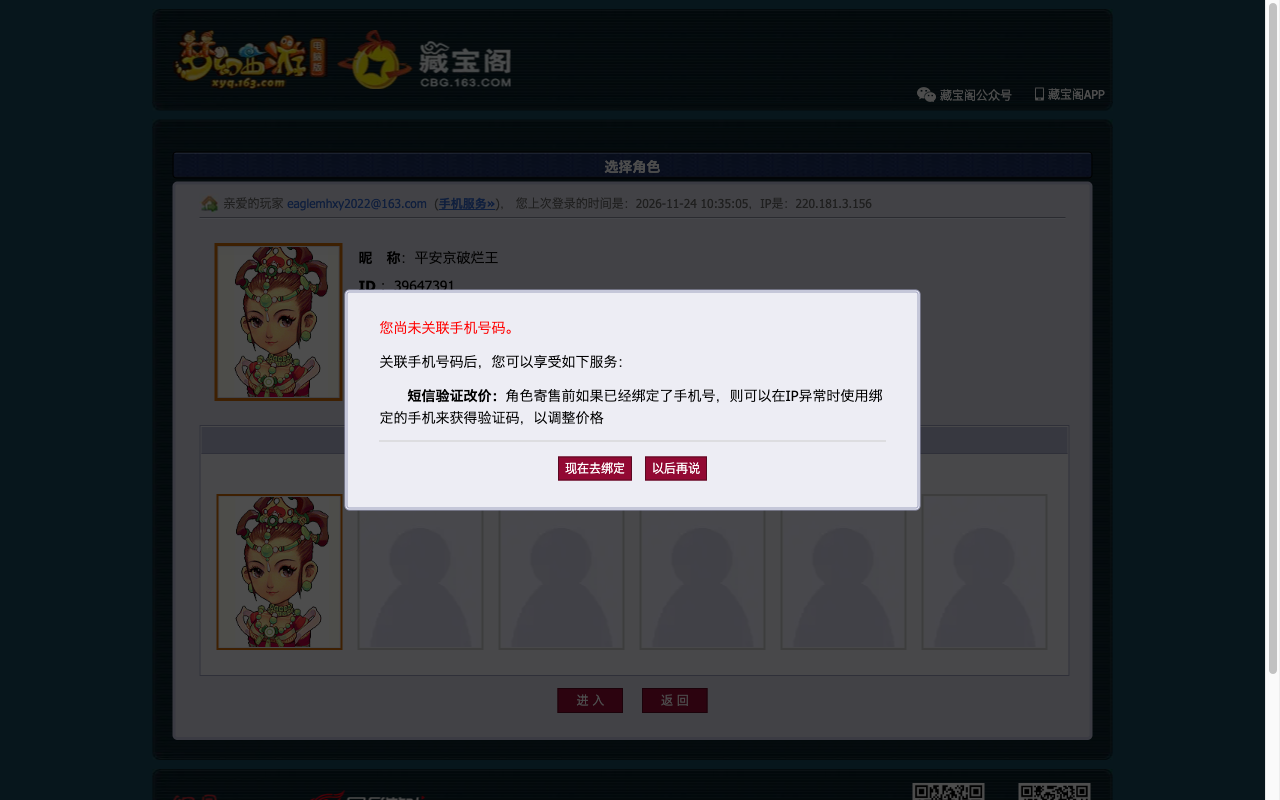 梦幻西游 电脑版
xyq.163.com
藏宝阁
CBG.163.COM
藏宝阁公众号 藏宝阁APP
选择角色
亲爱的玩家 eaglemhxy2022@163.com（手机服务»）， 您上次登录的时间是：2026-11-24 10:35:05，IP是：220.181.3.156
昵 称：平安京破烂王
ID ：39647391
您尚未关联手机号码。
关联手机号码后，您可以享受如下服务：
短信验证改价：角色寄售前如果已经绑定了手机号，则可以在IP异常时使用绑
定的手机来获得验证码，以调整价格
现在去绑定 以后再说
进 入 返 回